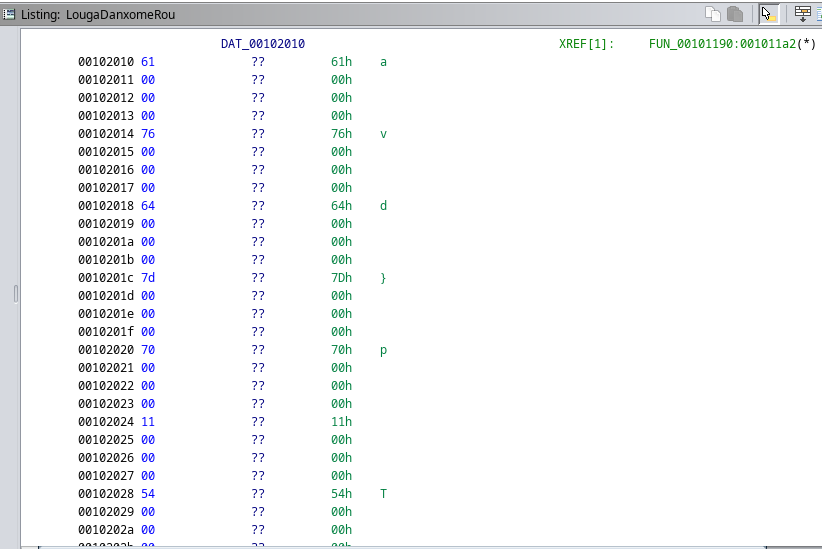 Listing: LougaDanxomeRou
DAT_00102010 XREF[1]: FUN_00101190:001011a2(*)
00102010 61 ?? 61h a
00102011 00 ?? 00h
00102012 00 ?? 00h
00102013 00 ?? 00h
00102014 76 ?? 76h v
00102015 00 ?? 00h
00102016 00 ?? 00h
00102017 00 ?? 00h
00102018 64 ?? 64h d
00102019 00 ?? 00h
0010201a 00 ?? 00h
0010201b 00 ?? 00h
0010201c 7d ?? 7Dh }
0010201d 00 ?? 00h
0010201e 00 ?? 00h
0010201f 00 ?? 00h
00102020 70 ?? 70h p
00102021 00 ?? 00h
00102022 00 ?? 00h
00102023 00 ?? 00h
00102024 11 ?? 11h
00102025 00 ?? 00h
00102026 00 ?? 00h
00102027 00 ?? 00h
00102028 54 ?? 54h T
00102029 00 ?? 00h
0010202a 00 ?? 00h